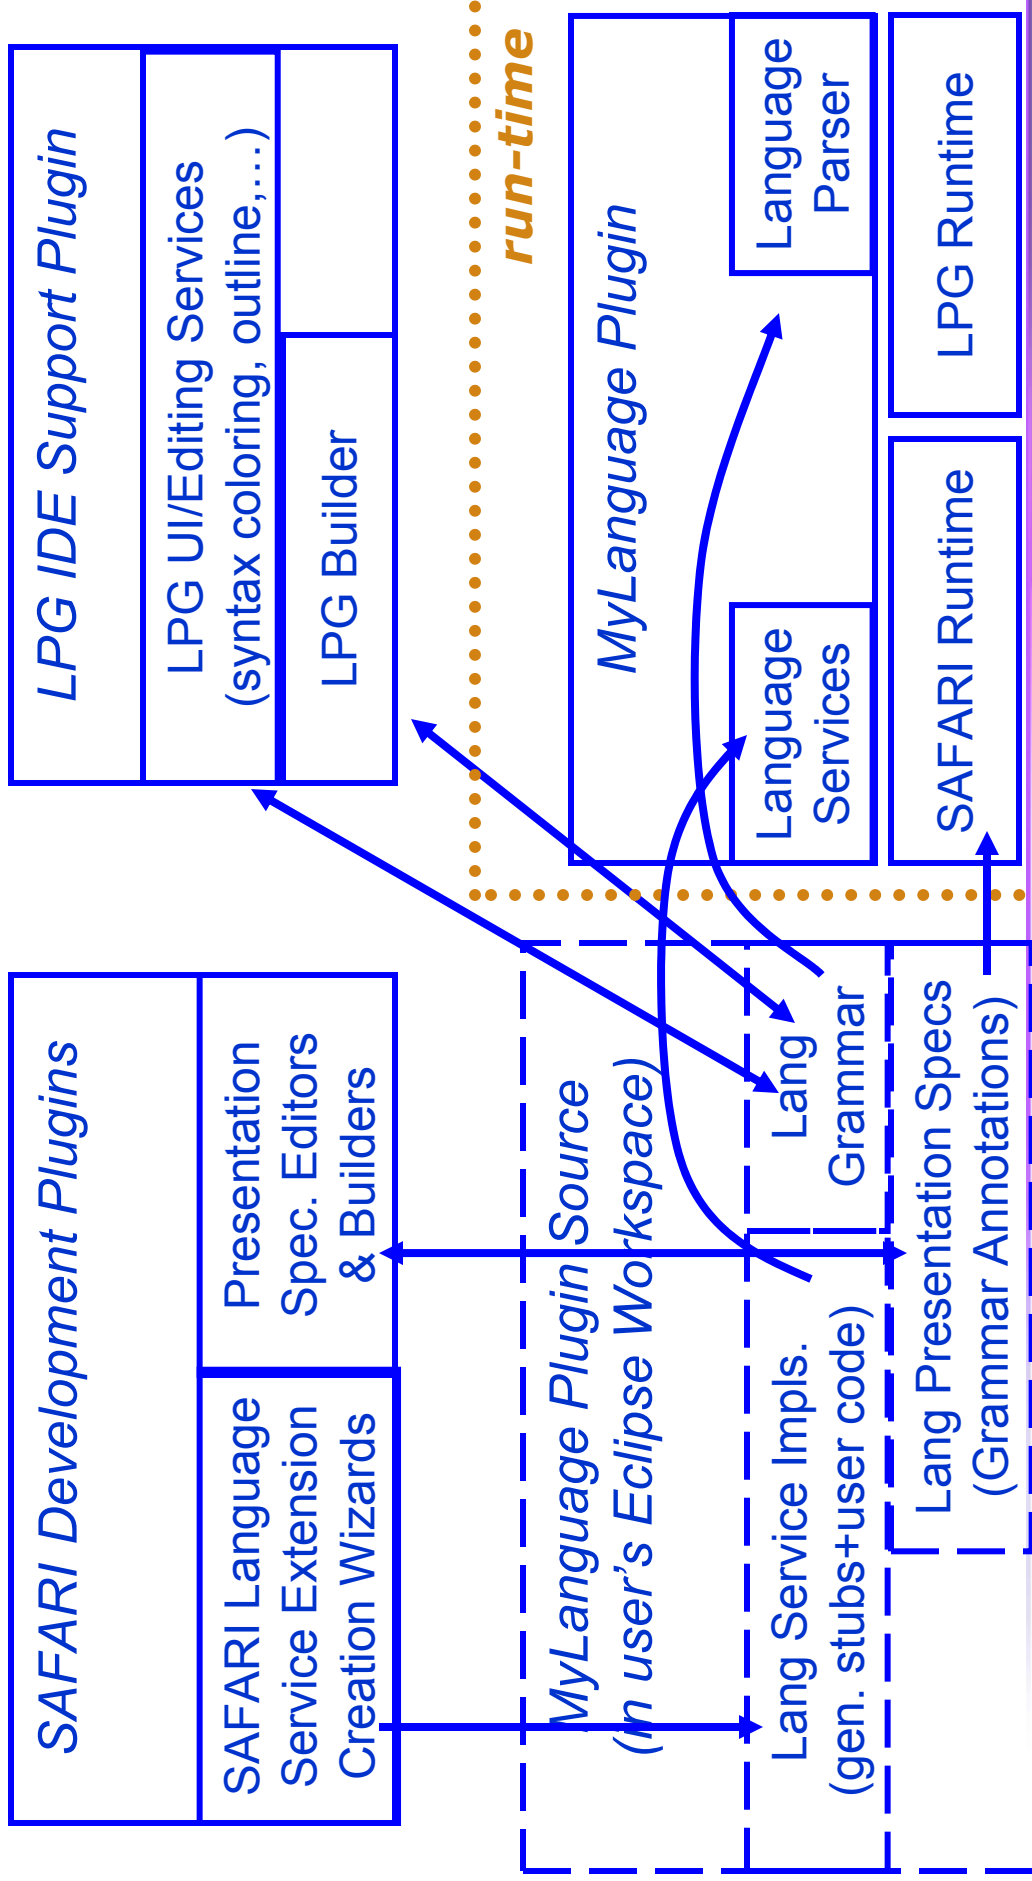 SAFARI Development Plugins
SAFARI Language
Service Extension
Creation Wizards
Presentation
Spec. Editors
& Builders
LPG IDE Support Plugin
LPG UI/Editing Services
(syntax coloring, outline,…)
LPG Builder
run-time
MyLanguage Plugin Source
(in user’s Eclipse Workspace)
Lang Service Impls.
(gen. stubs+user code)
Lang
Grammar
Lang Presentation Specs
(Grammar Annotations)
MyLanguage Plugin
Language
Services
Language
Parser
SAFARI Runtime
LPG Runtime